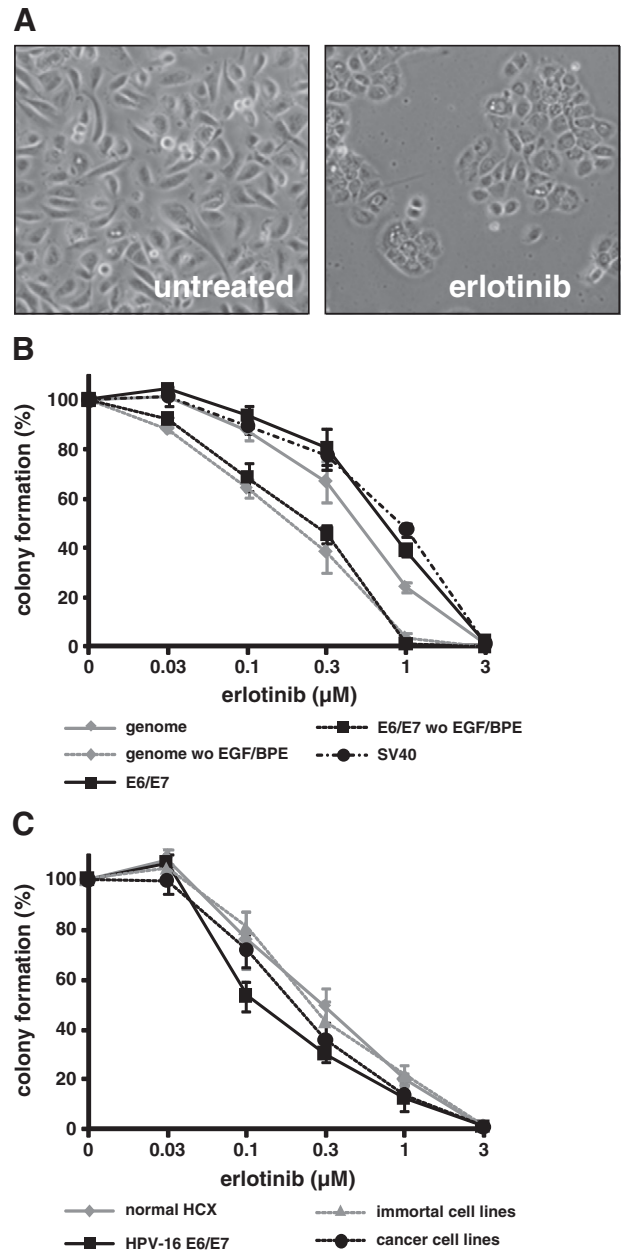 A
untreated
erlotinib
B
colony formation (%)
100
80
60
40
20
0
0 0.03 0.1 0.3 1 3
erlotinib (µM)
genome
genome wo EGF/BPE
E6/E7
E6/E7 wo EGF/BPE
SV40
C
colony formation (%)
100
80
60
40
20
0
0 0.03 0.1 0.3 1 3
erlotinib (µM)
normal HCX
HPV-16 E6/E7
immortal cell lines
cancer cell lines